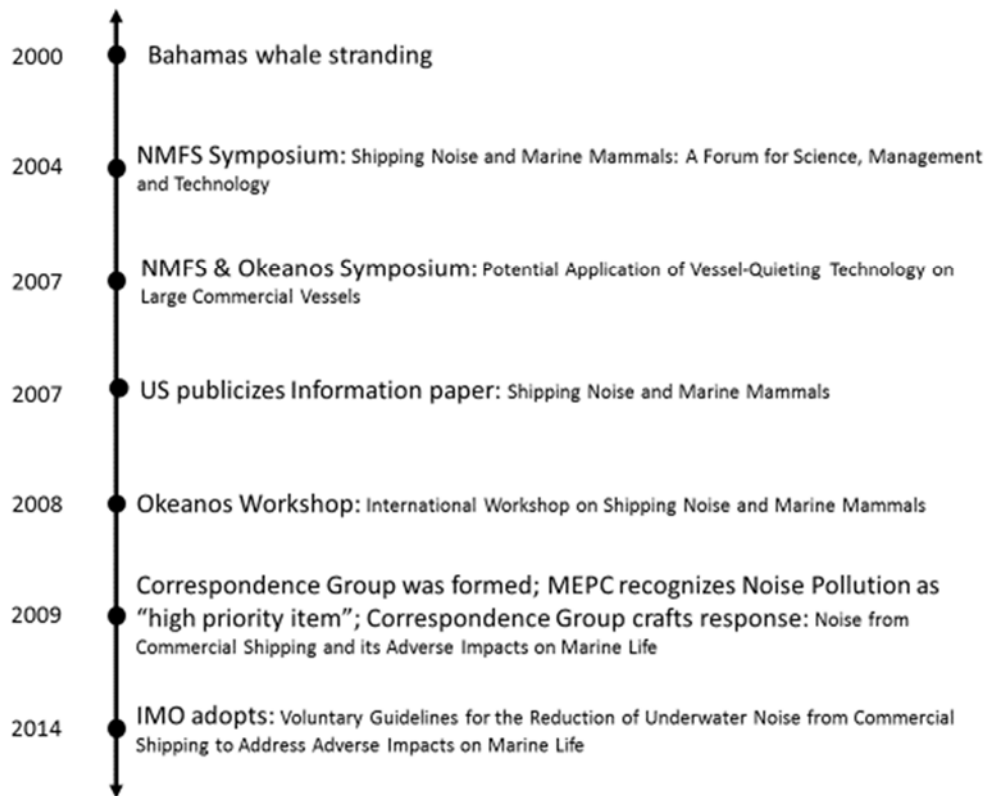 2000 Bahamas whale stranding
2004 NMFS Symposium: Shipping Noise and Marine Mammals: A Forum for Science, Management
and Technology
2007 NMFS & Okeanos Symposium: Potential Application of Vessel-Quieting Technology on
Large Commercial Vessels
2007 US publicizes Information paper: Shipping Noise and Marine Mammals
2008 Okeanos Workshop: International Workshop on Shipping Noise and Marine Mammals
Correspondence Group was formed; MEPC recognizes Noise Pollution as
2009 “high priority item”; Correspondence Group crafts response: Noise from
Commercial Shipping and its Adverse Impacts on Marine Life
2014 IMO adopts: Voluntary Guidelines for the Reduction of Underwater Noise from Commercial
Shipping to Address Adverse Impacts on Marine Life